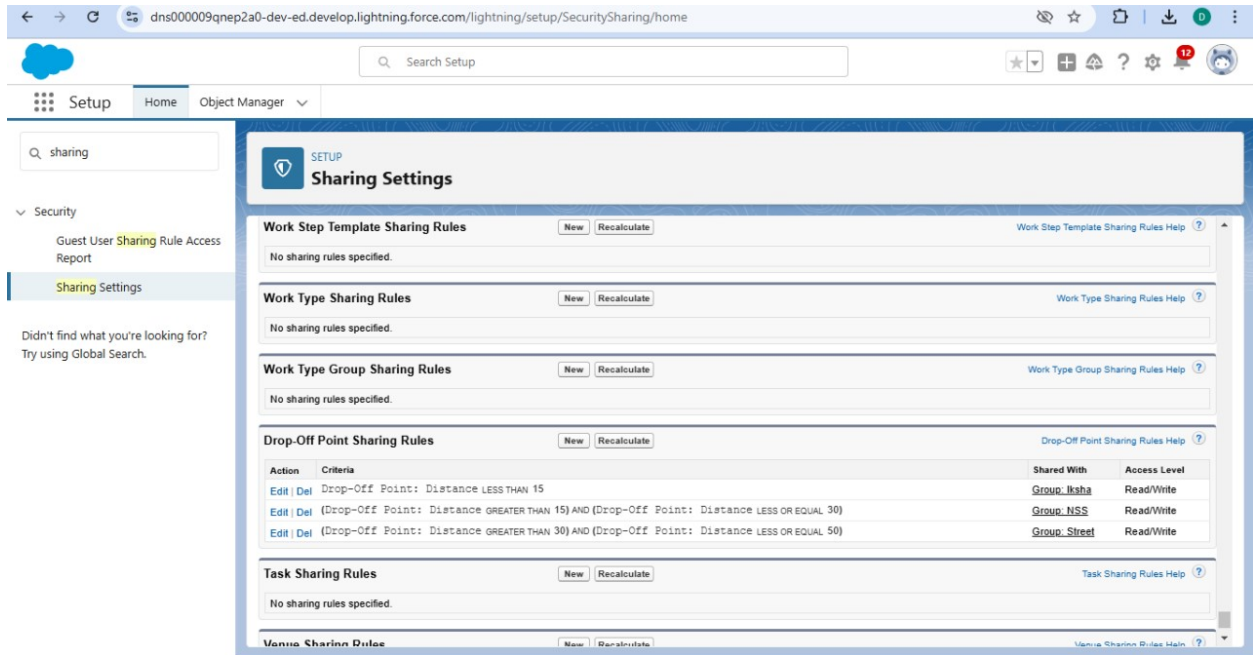 dns000009qnep2a0-dev-ed.develop.lightning.force.com/lightning/setup/SecuritySharing/home
D
Search Setup
12
Setup Home Object Manager
sharing
SETUP
Sharing Settings
Security
Guest User Sharing Rule Access
Report
Sharing Settings
Didn't find what you're looking for?
Try using Global Search.
Work Step Template Sharing Rules New Recalculate Work Step Template Sharing Rules Help ?
No sharing rules specified.
Work Type Sharing Rules New Recalculate Work Type Sharing Rules Help ?
No sharing rules specified.
Work Type Group Sharing Rules New Recalculate Work Type Group Sharing Rules Help ?
No sharing rules specified.
Drop-Off Point Sharing Rules New Recalculate Drop-Off Point Sharing Rules Help ?
Action Criteria Shared With Access Level
Edit | Del Drop-Off Point: Distance LESS THAN 15 Group: Iksha Read/Write
Edit | Del (Drop-Off Point: Distance GREATER THAN 15) AND (Drop-Off Point: Distance LESS OR EQUAL 30) Group: NSS Read/Write
Edit | Del (Drop-Off Point: Distance GREATER THAN 30) AND (Drop-Off Point: Distance LESS OR EQUAL 50) Group: Street Read/Write
Task Sharing Rules New Recalculate Task Sharing Rules Help ?
No sharing rules specified.
Venue Sharing Rules New Recalculate Venue Sharing Rules Help ?